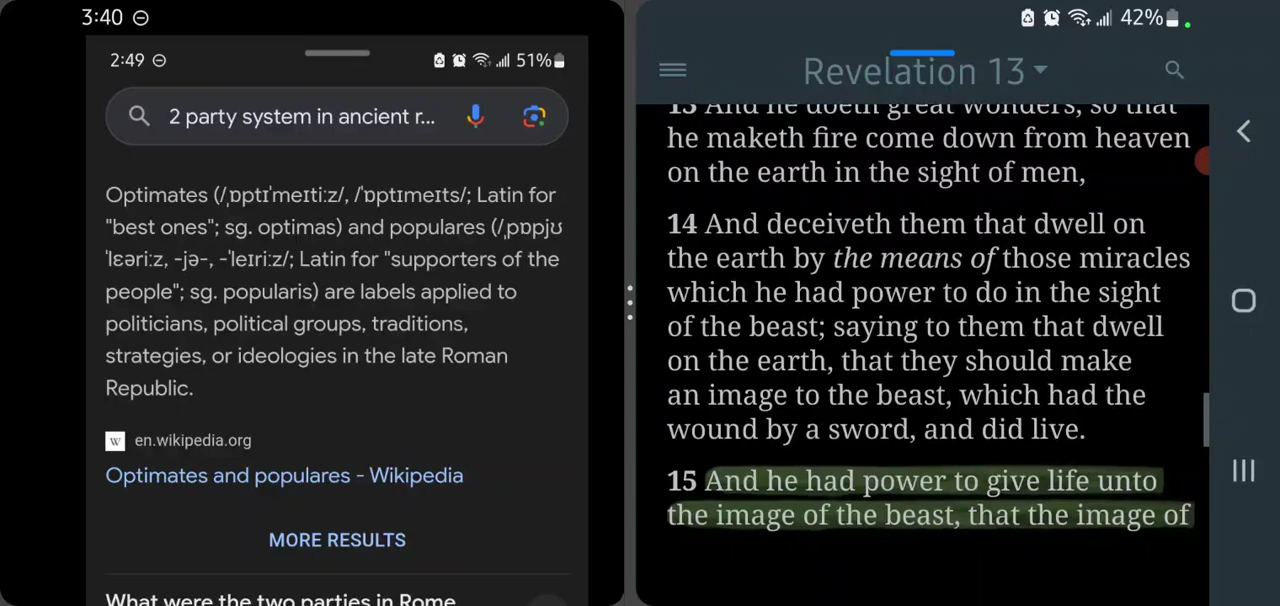 3:40
2:49
51%
2 party system in ancient r...
Optimates (/ˌɒptɪˈmeɪtiːz/, /ˈɒptɪmeɪts/; Latin for
"best ones"; sg. optimas) and populares (/ˌpɒpjʊ
ˈlɛəriːz, -jə-, -ˈleɪriːz/; Latin for "supporters of the
people"; sg. popularis) are labels applied to
politicians, political groups, traditions,
strategies, or ideologies in the late Roman
Republic.
W en.wikipedia.org
Optimates and populares - Wikipedia
MORE RESULTS
What were the two parties in Rome
42%
Revelation 13
13 And he doeth great wonders, so that
he maketh fire come down from heaven
on the earth in the sight of men,
14 And deceiveth them that dwell on
the earth by the means of those miracles
which he had power to do in the sight
of the beast; saying to them that dwell
on the earth, that they should make
an image to the beast, which had the
wound by a sword, and did live.
15 And he had power to give life unto
the image of the beast, that the image of